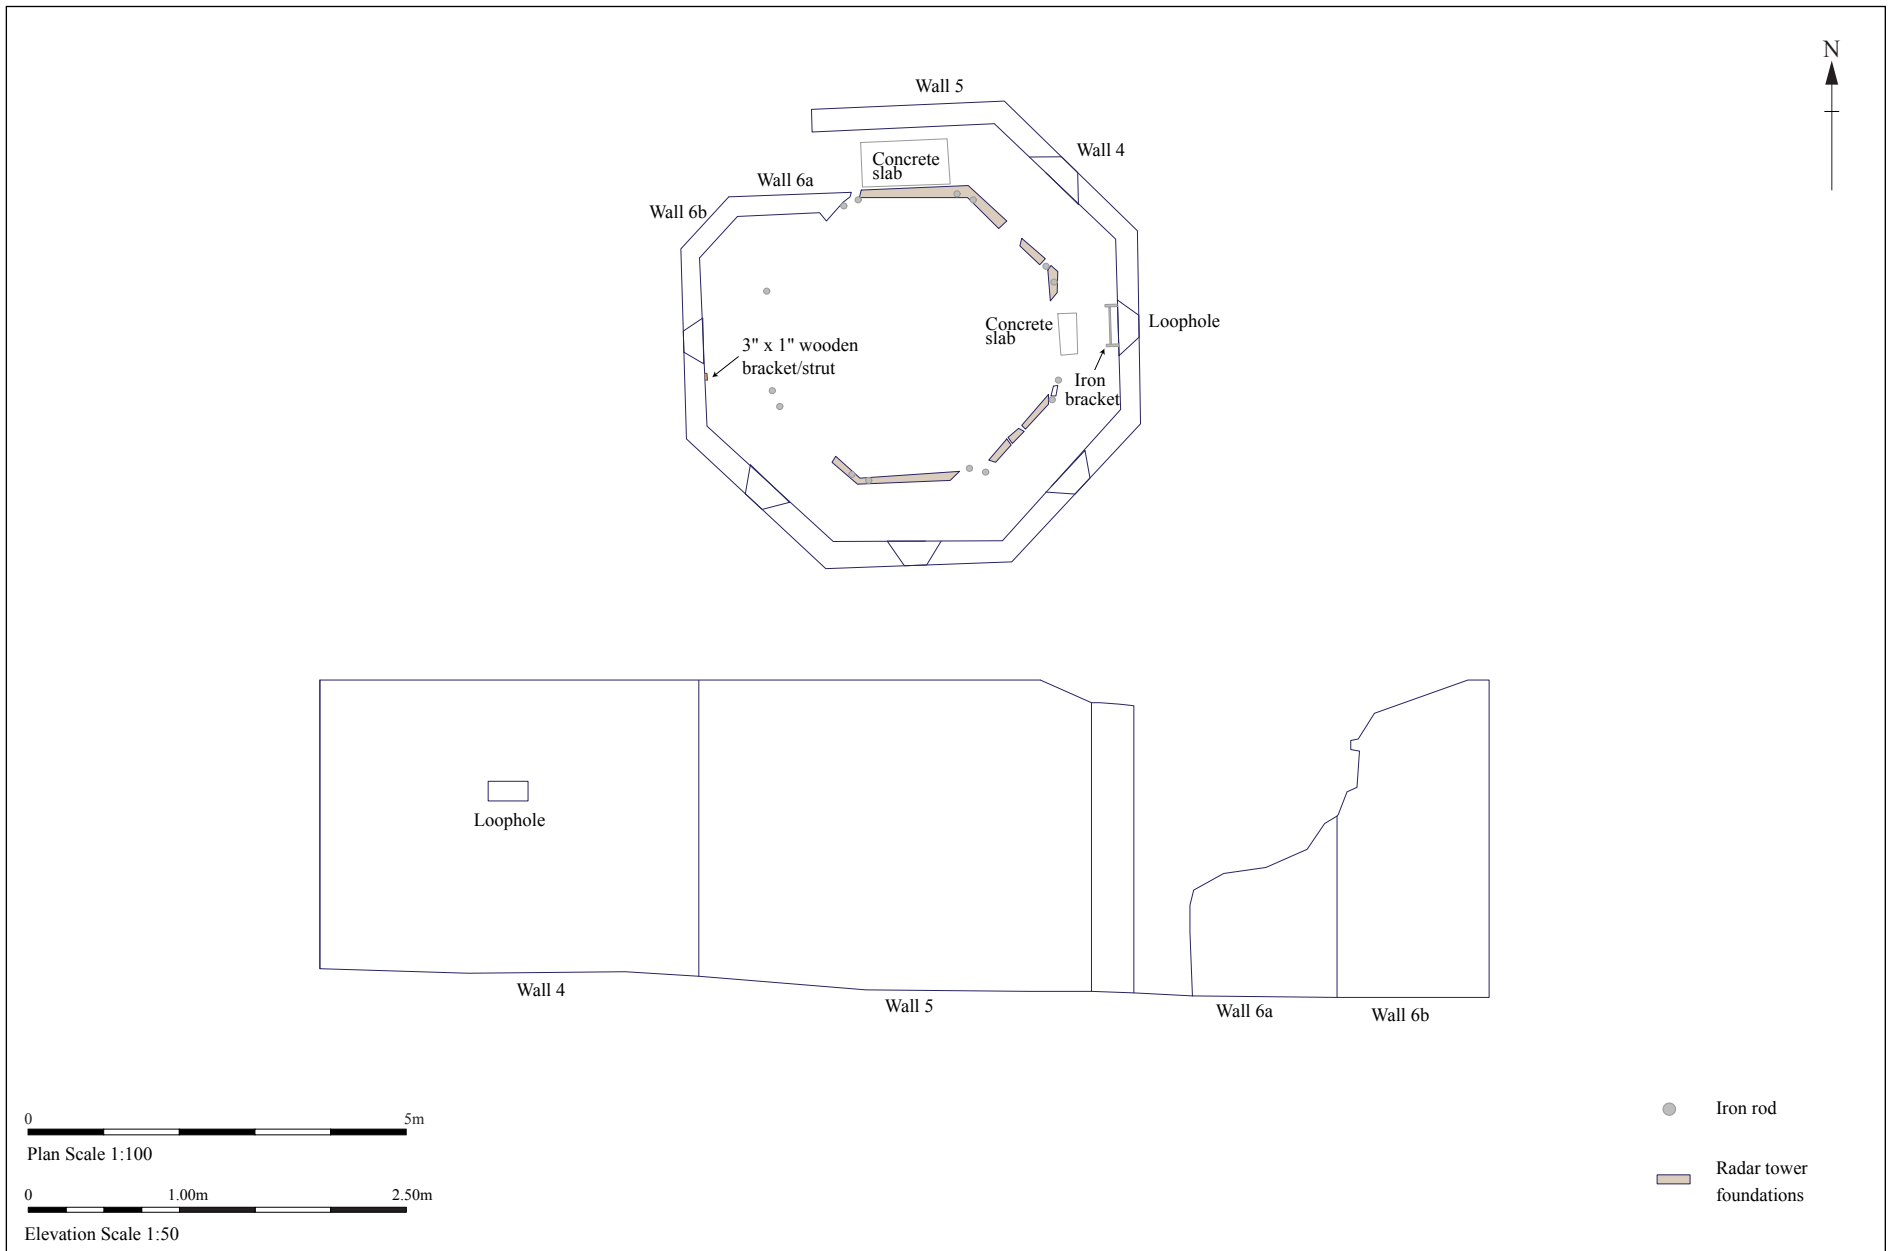 N
Wall 5
Wall 4
Concrete
slab
Wall 6a
Wall 6b
Loophole
Concrete
slab
3" x 1" wooden
bracket/strut
Iron
bracket
Loophole
Wall 4
Wall 5
Wall 6a
Wall 6b
0 5m
Plan Scale 1:100
0 1.00m 2.50m
Elevation Scale 1:50
Iron rod
Radar tower
foundations